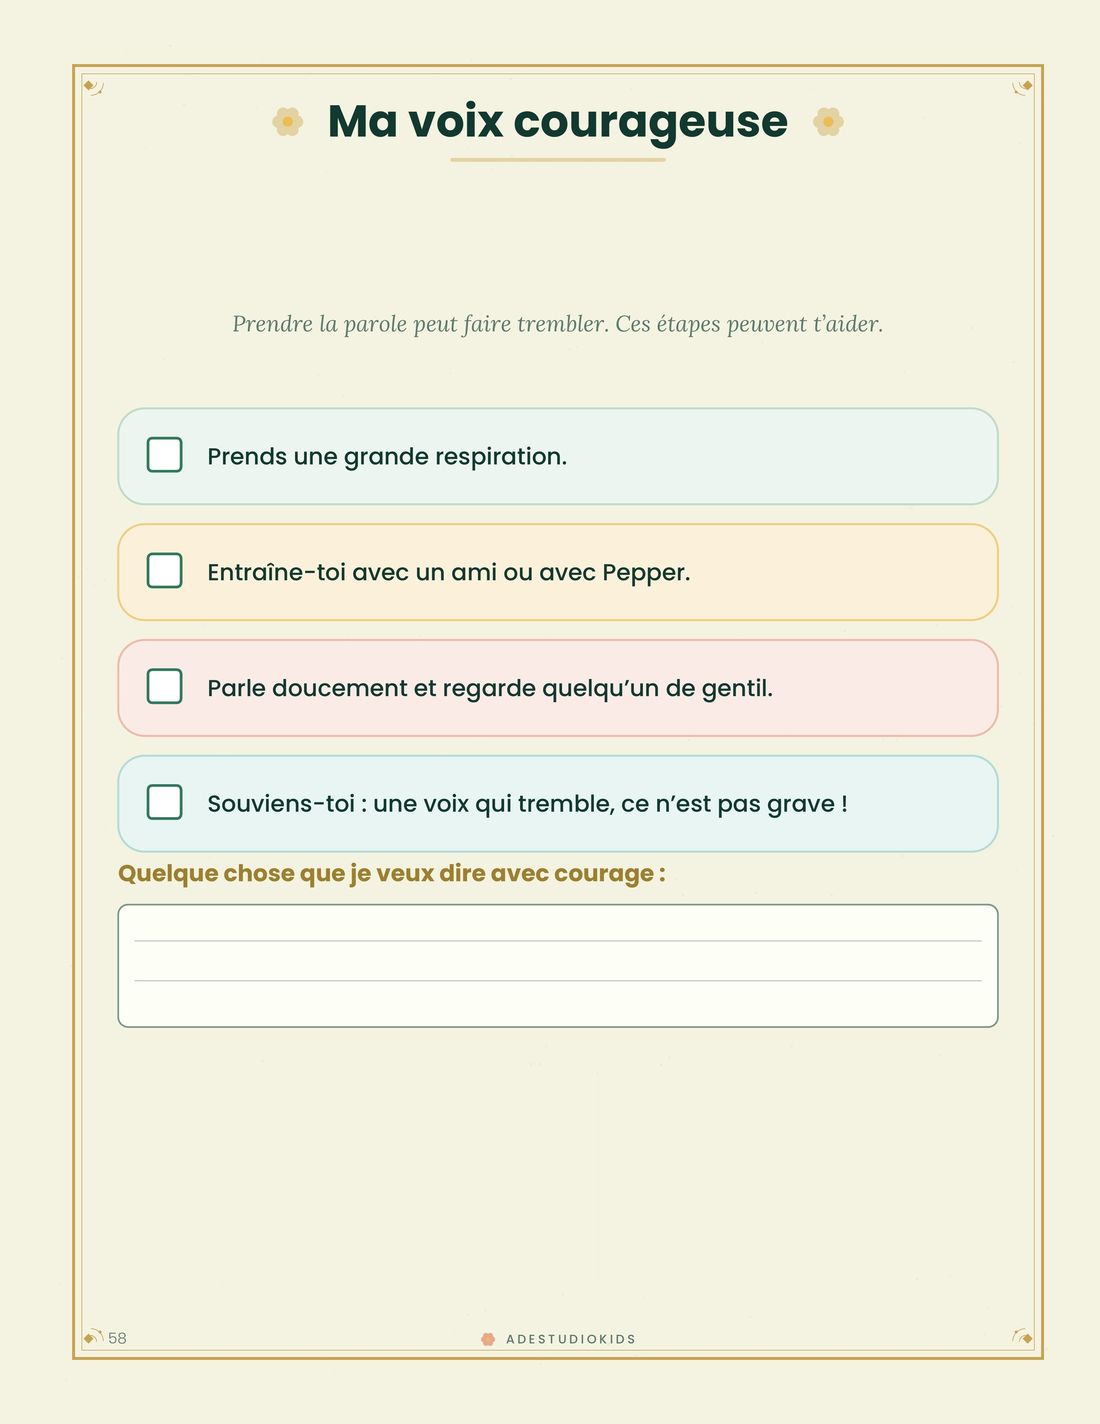 Ma voix courageuse
Prendre la parole peut faire trembler. Ces étapes peuvent t’aider.
Prends une grande respiration.
Entraîne-toi avec un ami ou avec Pepper.
Parle doucement et regarde quelqu’un de gentil.
Souviens-toi : une voix qui tremble, ce n’est pas grave !
Quelque chose que je veux dire avec courage :
58
ADESTUDIOKIDS